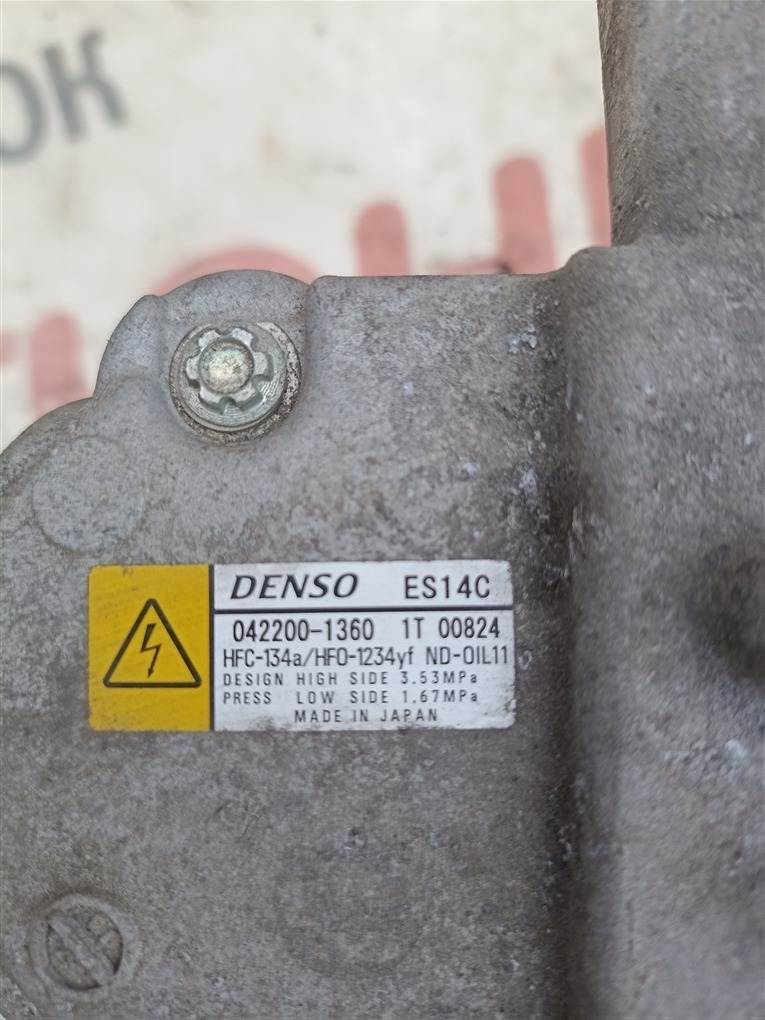 DENSO ES14C
042200-1360 1T 00824
HFC-134a/HFO-1234yf ND-OIL11
DESIGN HIGH SIDE 3.53MPa
PRESS LOW SIDE 1.67MPa
MADE IN JAPAN